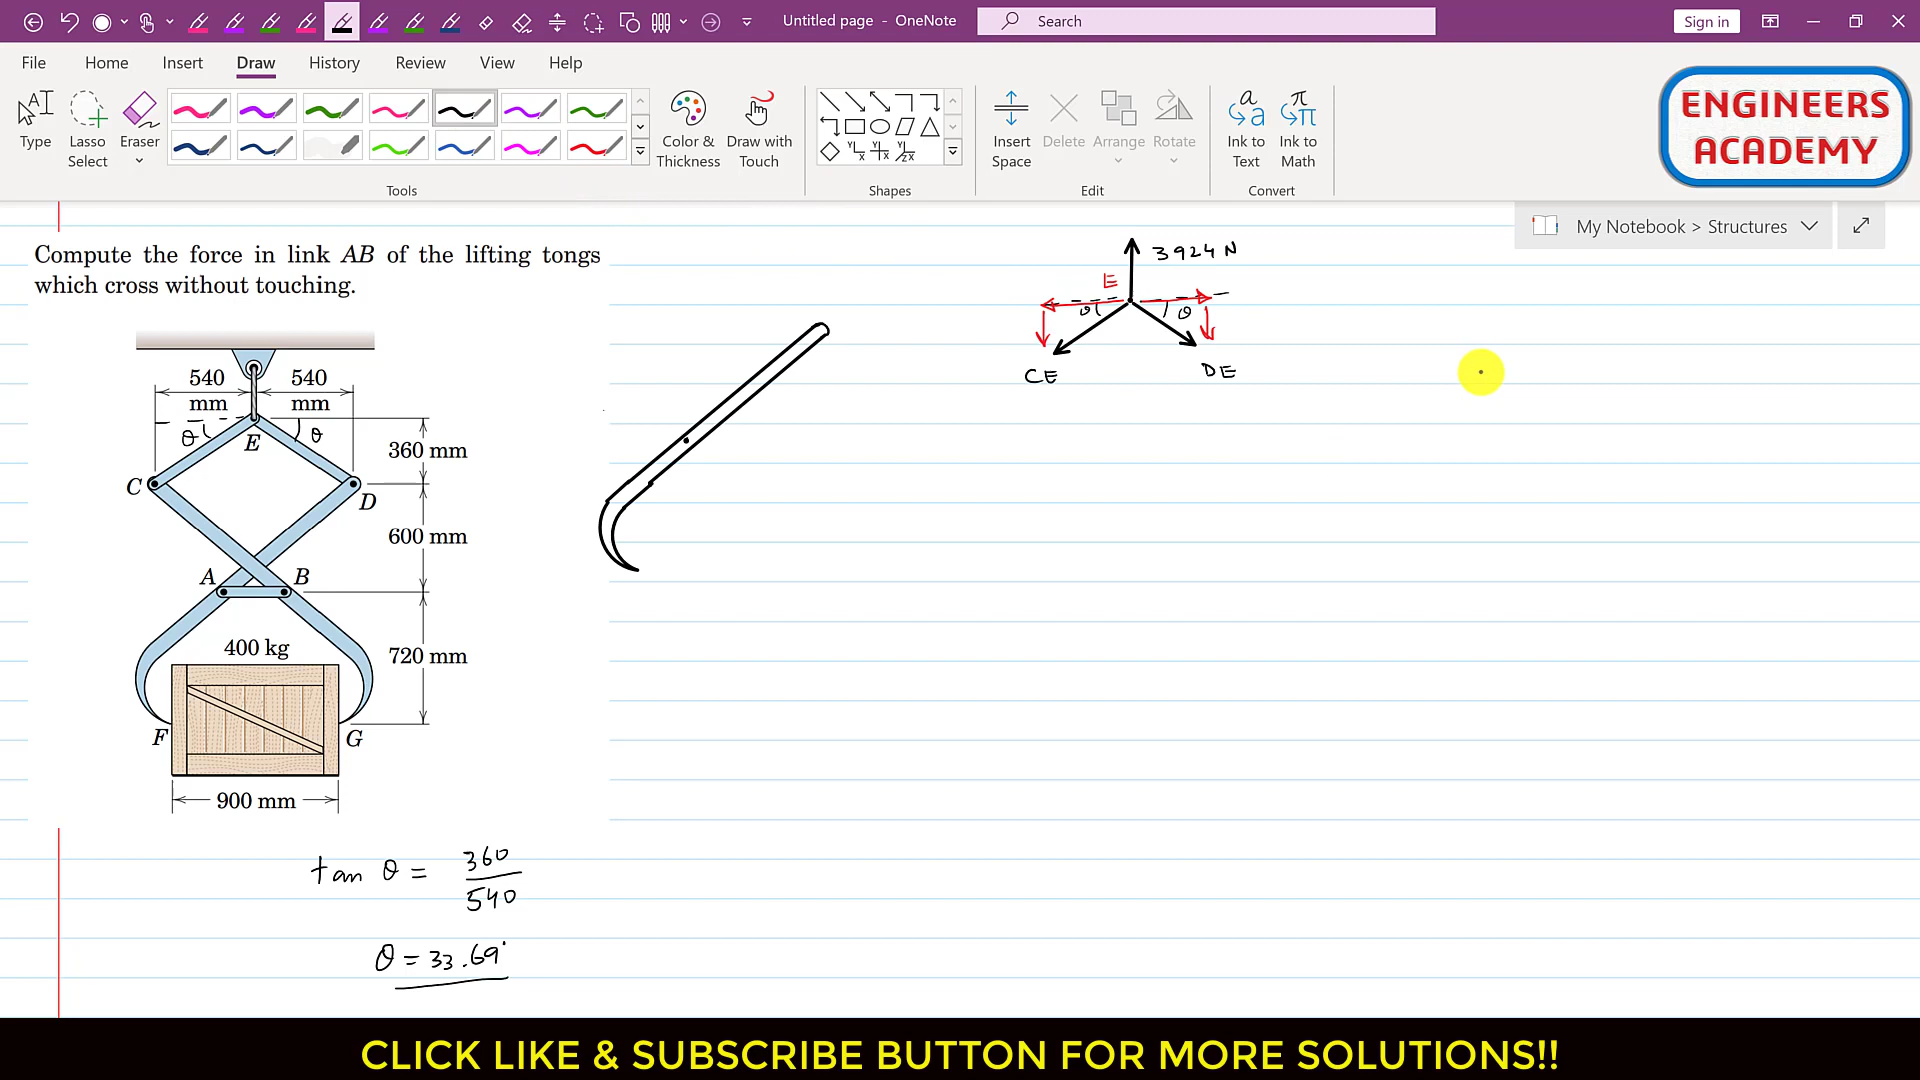 Untitled page - OneNote
Search
Sign in
File Home Insert Draw History Review View Help
Type
Lasso Select
Eraser
Color & Thickness
Draw with Touch
Insert Space
Delete
Arrange
Rotate
Ink to Text
Ink to Math
Tools
Shapes
Edit
Convert
ENGINEERS
ACADEMY
My Notebook > Structures
Compute the force in link AB of the lifting tongs
which cross without touching.
540 mm
540 mm
θ
θ
E
360 mm
C
D
600 mm
A
B
400 kg
720 mm
F
G
900 mm
3924 N
E
θ
θ
CE
DE
tan θ = 360/540
θ = 33.69°
CLICK LIKE & SUBSCRIBE BUTTON FOR MORE SOLUTIONS!!